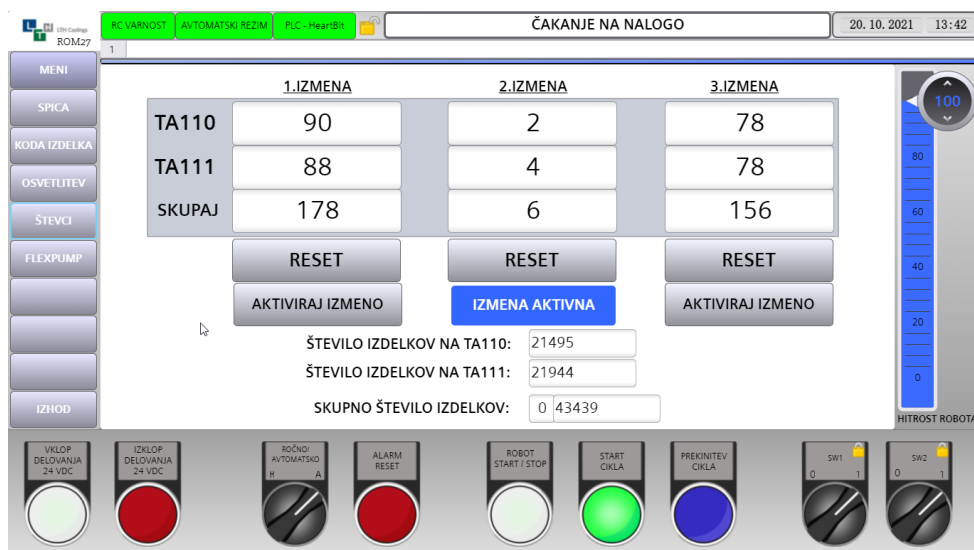 LTH Castings
ROM27
RC VARNOST
AVTOMATSKI REZIM
PLC - HeartBit
ČAKANJE NA NALOGO
20. 10. 2021 13:42
1
MENI
SPICA
KODA IZDELKA
OSVETLITEV
ŠTEVCI
FLEXPUMP
IZHOD
1.IZMENA 2.IZMENA 3.IZMENA
TA110 90 2 78
TA111 88 4 78
SKUPAJ 178 6 156
RESET RESET RESET
AKTIVIRAJ IZMENO IZMENA AKTIVNA AKTIVIRAJ IZMENO
ŠTEVILO IZDELKOV NA TA110: 21495
ŠTEVILO IZDELKOV NA TA111: 21944
SKUPNO ŠTEVILO IZDELKOV: 0 43439
100
80
60
40
20
0
HITROST ROBOTA
VKLOP
DELOVANJA
24 VDC
IZKLOP
DELOVANJA
24 VDC
ROČNO/
AVTOMATSKO
R A
ALARM
RESET
ROBOT
START / STOP
START
CIKLA
PREKINITEV
CIKLA
SW1
0 1
SW2
0 1